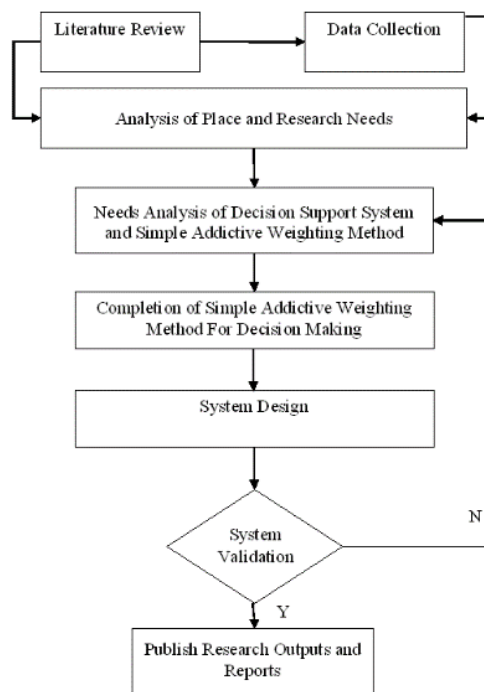 Literature Review
Data Collection
Analysis of Place and Research Needs
Needs Analysis of Decision Support System
and Simple Addictive Weighting Method
Completion of Simple Addictive Weighting
Method For Decision Making
System Design
System
Validation
N
Y
Publish Research Outputs and
Reports